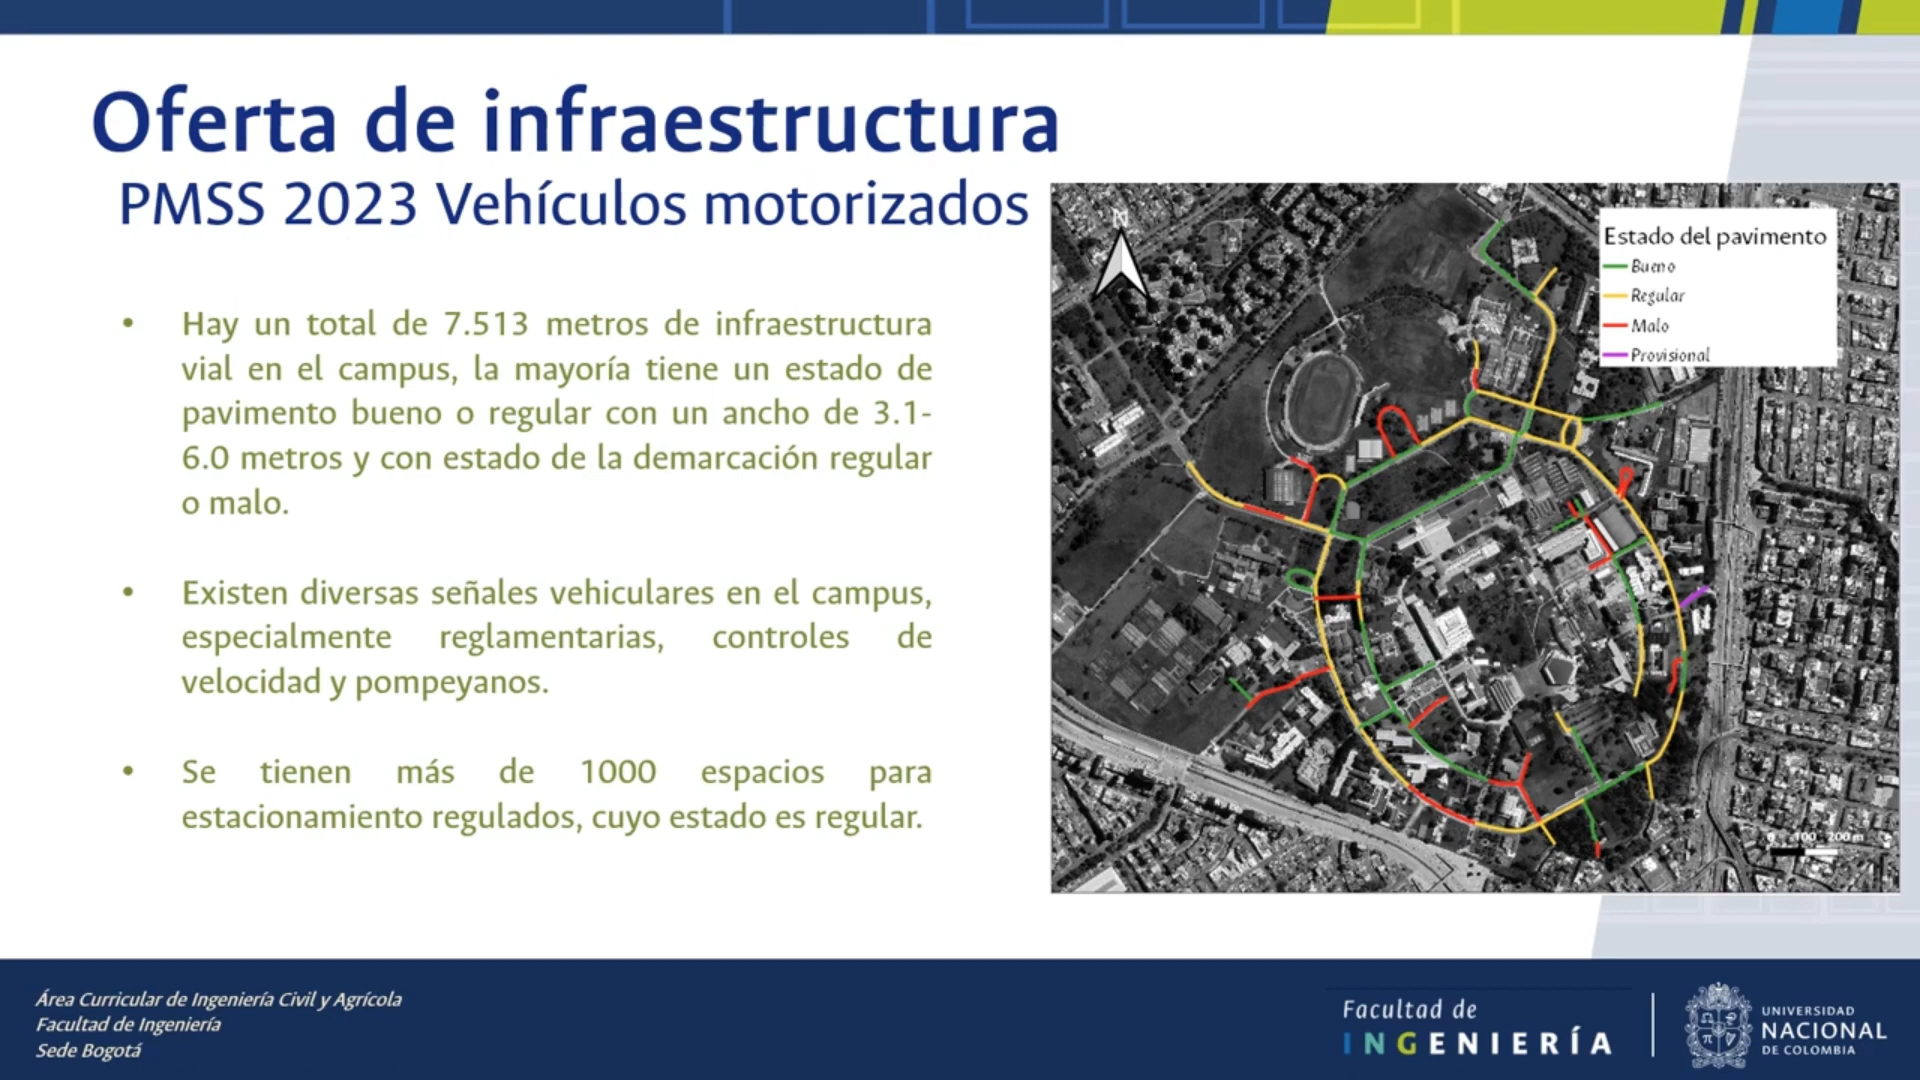 Oferta de infraestructura
PMSS 2023 Vehículos motorizados
• Hay un total de 7.513 metros de infraestructura
vial en el campus, la mayoría tiene un estado de
pavimento bueno o regular con un ancho de 3.1-
6.0 metros y con estado de la demarcación regular
o malo.
• Existen diversas señales vehiculares en el campus,
especialmente reglamentarias, controles de
velocidad y pompeyanos.
• Se tienen más de 1000 espacios para
estacionamiento regulados, cuyo estado es regular.
N
Estado del pavimento
Bueno
Regular
Malo
Provisional
0 100 200 m
Área Curricular de Ingeniería Civil y Agrícola
Facultad de Ingeniería
Sede Bogotá
Facultad de
INGENIERÍA
UNIVERSIDAD
NACIONAL
DE COLOMBIA